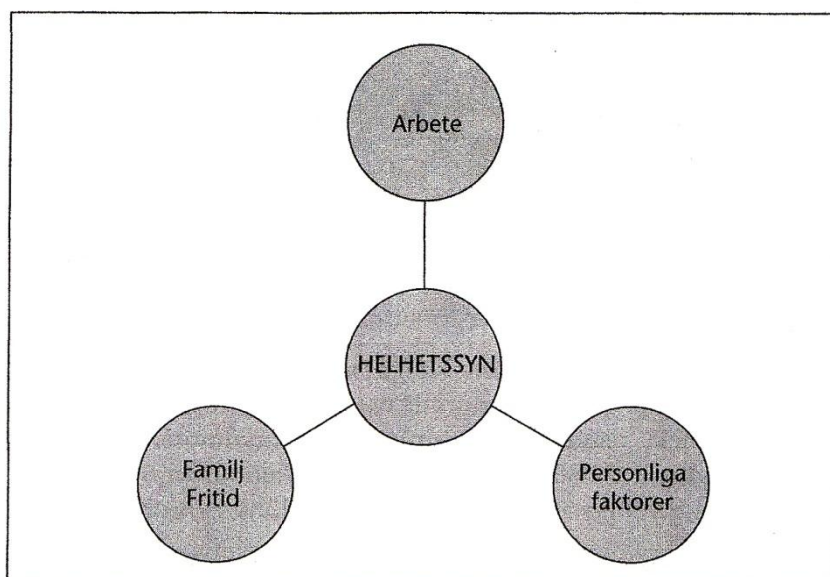 Arbete
HELHETSSYN
Familj
Fritid
Personliga
faktorer